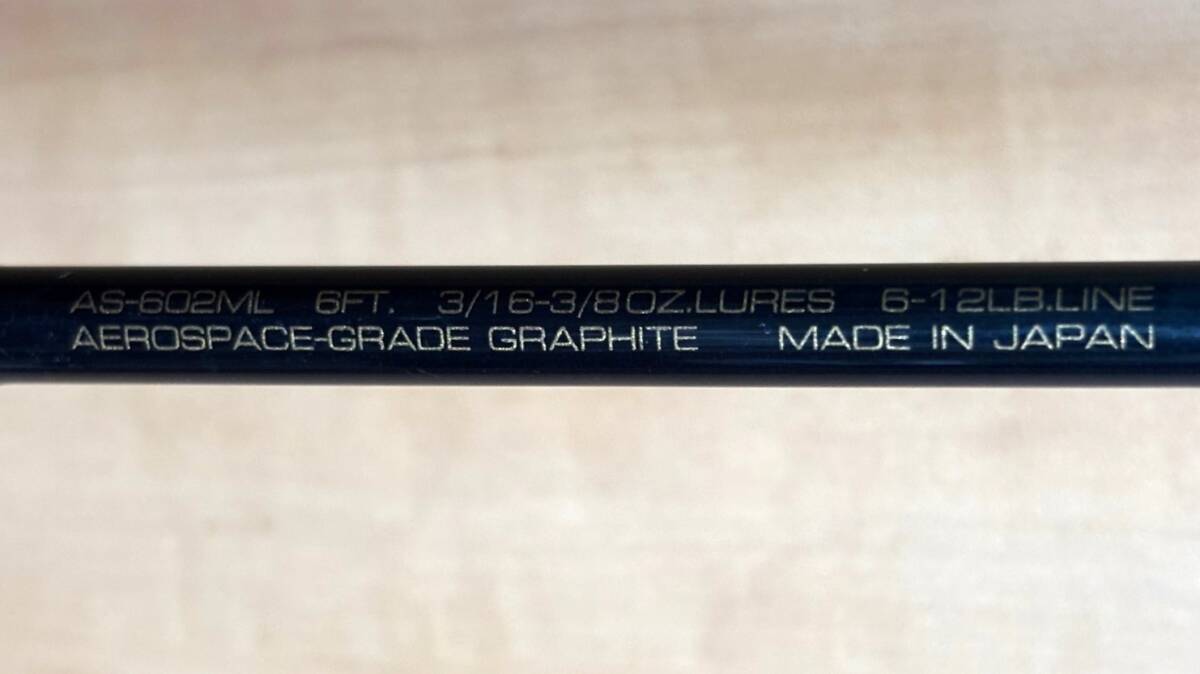 AS-602ML 6FT. 3/16-3/8OZ.LURES 6-12LB.LINE
AEROSPACE-GRADE GRAPHITE MADE IN JAPAN